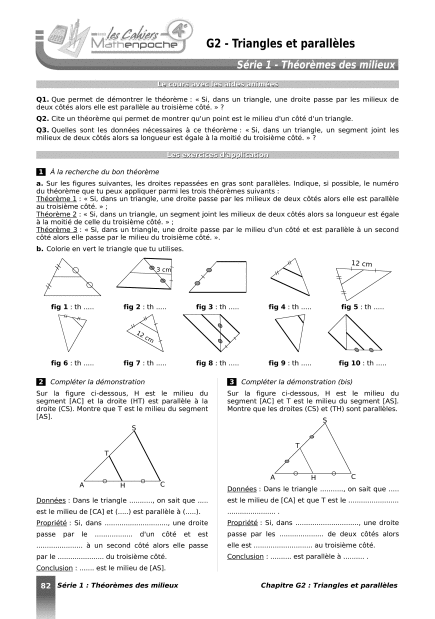 les Cahiers
Mathenpoche
4e
G2 - Triangles et parallèles
Série 1 - Théorèmes des milieux
Le cours avec les aides animées
Q1. Que permet de démontrer le théorème : « Si, dans un triangle, une droite passe par les milieux de
deux côtés alors elle est parallèle au troisième côté. » ?
Q2. Cite un théorème qui permet de montrer qu'un point est le milieu d'un côté d'un triangle.
Q3. Quelles sont les données nécessaires à ce théorème : « Si, dans un triangle, un segment joint les
milieux de deux côtés alors sa longueur est égale à la moitié du troisième côté. » ?
Les exercices d'application
1 À la recherche du bon théorème
a. Sur les figures suivantes, les droites repassées en gras sont parallèles. Indique, si possible, le numéro
du théorème que tu peux appliquer parmi les trois théorèmes suivants :
Théorème 1 : « Si, dans un triangle, une droite passe par les milieux de deux côtés alors elle est parallèle
au troisième côté. » ;
Théorème 2 : « Si, dans un triangle, un segment joint les milieux de deux côtés alors sa longueur est égale
à la moitié de celle du troisième côté. » ;
Théorème 3 : « Si, dans un triangle, une droite passe par le milieu d'un côté et est parallèle à un second
côté alors elle passe par le milieu du troisième côté. ».
b. Colorie en vert le triangle que tu utilises.
3 cm
12 cm
fig 1 : th ..... fig 2 : th ..... fig 3 : th ..... fig 4 : th ..... fig 5 : th .....
12 cm
fig 6 : th ..... fig 7 : th ..... fig 8 : th ..... fig 9 : th ..... fig 10 : th .....
2 Compléter la démonstration
Sur la figure ci-dessous, H est le milieu du
segment [AC] et la droite (HT) est parallèle à la
droite (CS). Montre que T est le milieu du segment
[AS].
S
T
A H C
Données : Dans le triangle ..........., on sait que .....
est le milieu de [CA] et (.....) est parallèle à (.....).
Propriété : Si, dans .............................., une droite
passe par le .................. d'un côté et est
...................... à un second côté alors elle passe
par le ...................... du troisième côté.
Conclusion : ....... est le milieu de [AS].
3 Compléter la démonstration (bis)
Sur la figure ci-dessous, H est le milieu du
segment [AC] et T est le milieu du segment [AS].
Montre que les droites (CS) et (TH) sont parallèles.
S
T
A H C
Données : Dans le triangle ..........., on sait que .....
est le milieu de [CA] et que T est le ........................
....................... .
Propriété : Si, dans .............................., une droite
passe par les ..................... de deux côtés alors
elle est ............................ au troisième côté.
Conclusion : .......... est parallèle à .......... .
82 Série 1 : Théorèmes des milieux Chapitre G2 : Triangles et parallèles